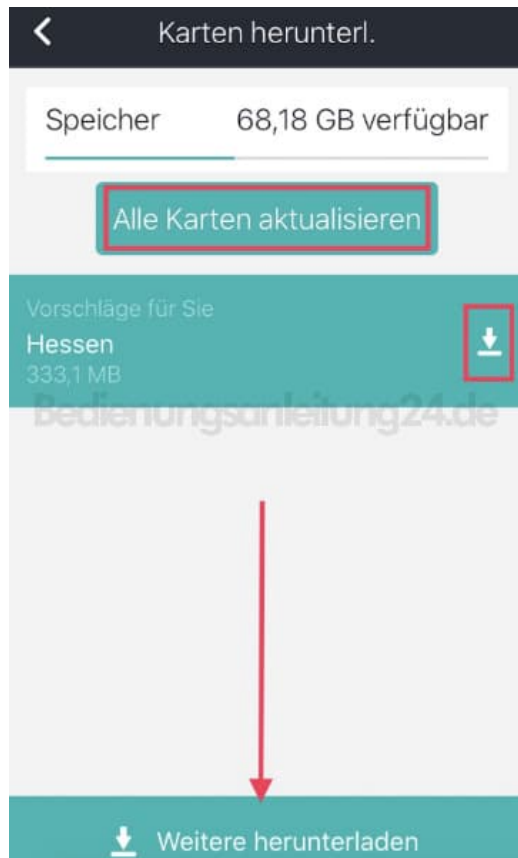 Karten herunterl.
Speicher 68,18 GB verfügbar
Alle Karten aktualisieren
Vorschläge für Sie
Hessen
333,1 MB
Bedienungsanleitung24.de
Weitere herunterladen